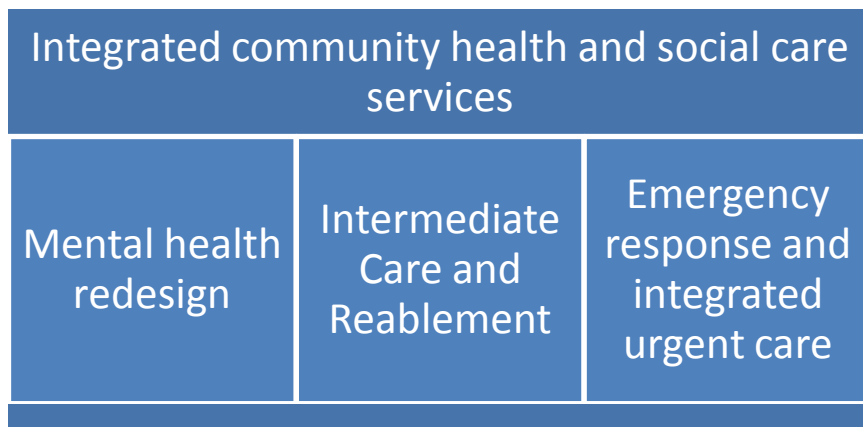 Integrated community health and social care
services
Mental health
redesign
Intermediate
Care and
Reablement
Emergency
response and
integrated
urgent care